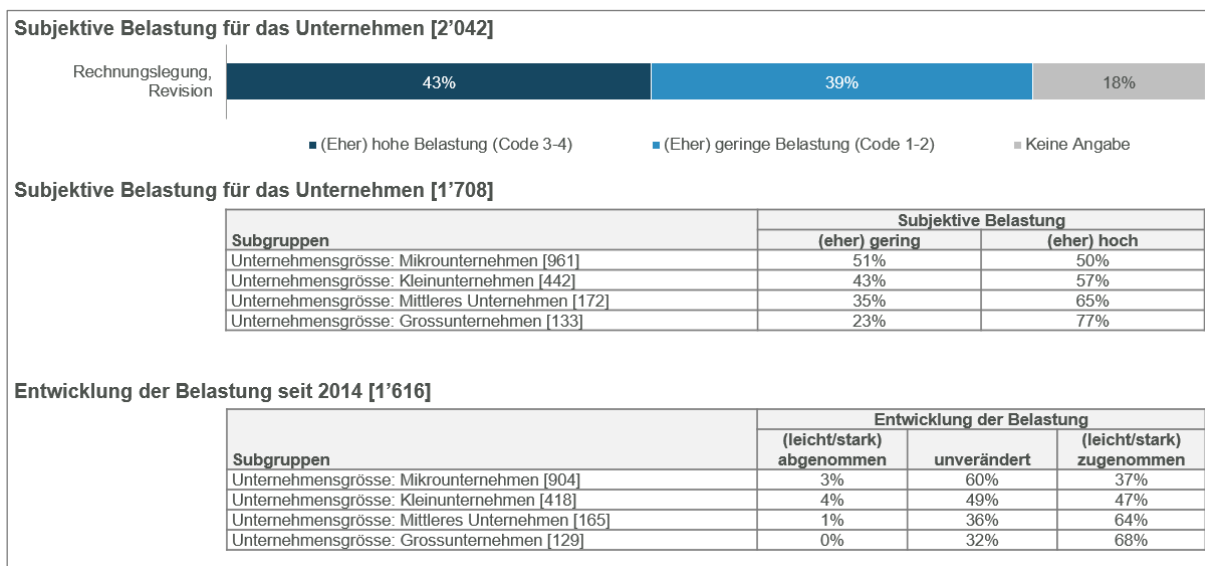 Subjektive Belastung für das Unternehmen [2’042]
Rechnungslegung,
Revision
43% 39% 18%
(Eher) hohe Belastung (Code 3-4) (Eher) geringe Belastung (Code 1-2) Keine Angabe
Subjektive Belastung für das Unternehmen [1’708]
Subjektive Belastung
Subgruppen (eher) gering (eher) hoch
Unternehmensgrösse: Mikrounternehmen [961] 51% 50%
Unternehmensgrösse: Kleinunternehmen [442] 43% 57%
Unternehmensgrösse: Mittleres Unternehmen [172] 35% 65%
Unternehmensgrösse: Grossunternehmen [133] 23% 77%
Entwicklung der Belastung seit 2014 [1’616]
Entwicklung der Belastung
(leicht/stark) (leicht/stark)
Subgruppen abgenommen unverändert zugenommen
Unternehmensgrösse: Mikrounternehmen [904] 3% 60% 37%
Unternehmensgrösse: Kleinunternehmen [418] 4% 49% 47%
Unternehmensgrösse: Mittleres Unternehmen [165] 1% 36% 64%
Unternehmensgrösse: Grossunternehmen [129] 0% 32% 68%